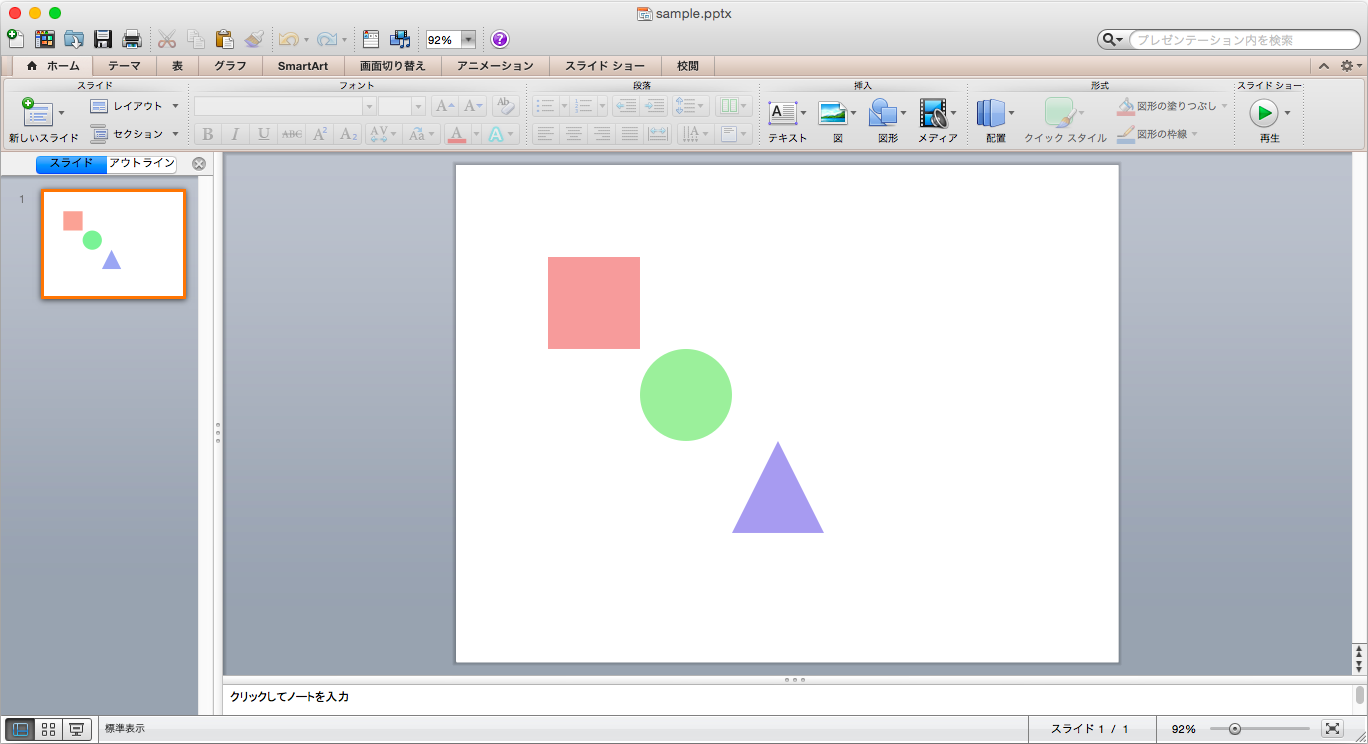 sample.pptx
92%
プレゼンテーション内を検索
ホーム テーマ 表 グラフ SmartArt 画面切り替え アニメーション スライド ショー 校閲
スライド フォント 段落 挿入 形式 スライド ショー
新しいスライド レイアウト セクション
B I U ABC A² A₂ AV Aa A A
A A Ab
テキスト 図 図形 メディア 配置 クイック スタイル 図形の塗りつぶし 図形の枠線 再生
スライド アウトライン
1
クリックしてノートを入力
標準表示 スライド 1 / 1 92%